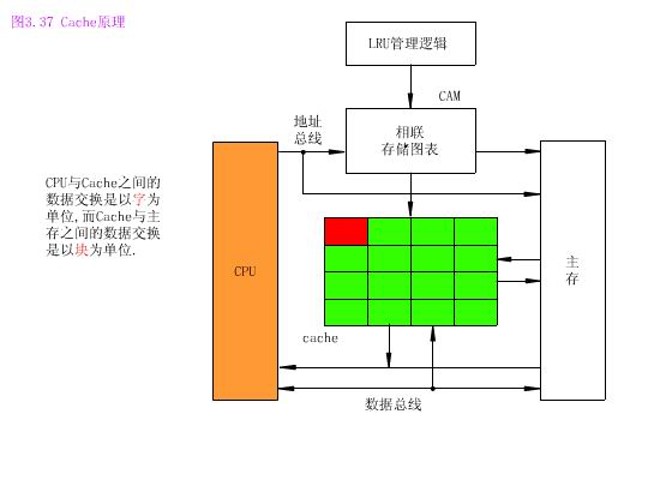 图3.37 Cache原理
LRU管理逻辑
CAM
地址
总线
相联
存储图表
CPU与Cache之间的
数据交换是以字为
单位,而Cache与主
存之间的数据交换
是以块为单位.
CPU
主
存
cache
数据总线